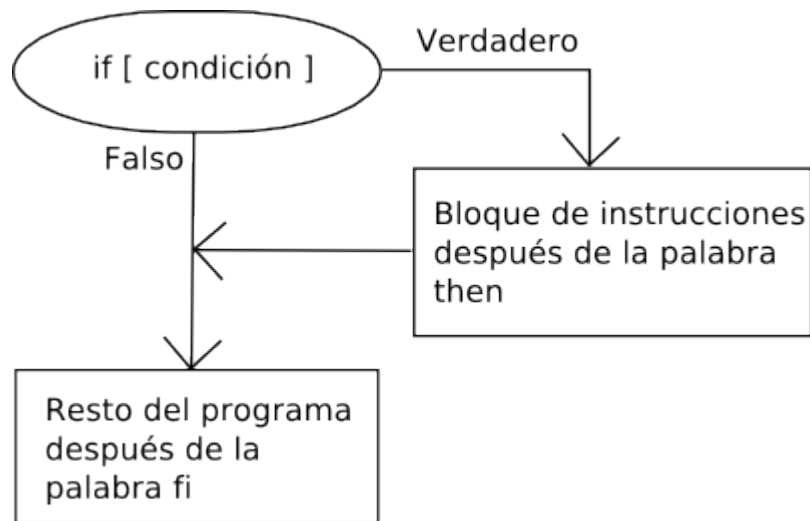 if [ condición ]
Verdadero
Falso
Bloque de instrucciones
después de la palabra
then
Resto del programa
después de la
palabra fi